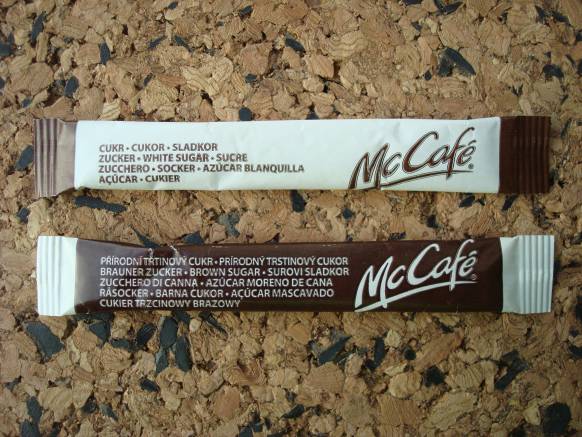 CUKR • CUKOR • SLADKOR
ZUCKER • WHITE SUGAR • SUCRE
ZUCCHERO • SOCKER • AZÚCAR BLANQUILLA
AÇÚCAR • CUKIER
McCafé®
PŘÍRODNÍ TŘTINOVÝ CUKR • PRÍRODNÝ TRSTINOVÝ CUKOR
BRAUNER ZUCKER • BROWN SUGAR • SUROVI SLADKOR
ZUCCHERO DI CANNA • AZÚCAR MORENO DE CANA
RÅSOCKER • BARNA CUKOR • AÇÚCAR MASCAVADO
CUKIER TRZCINOWY BRAZOWY
McCafé®